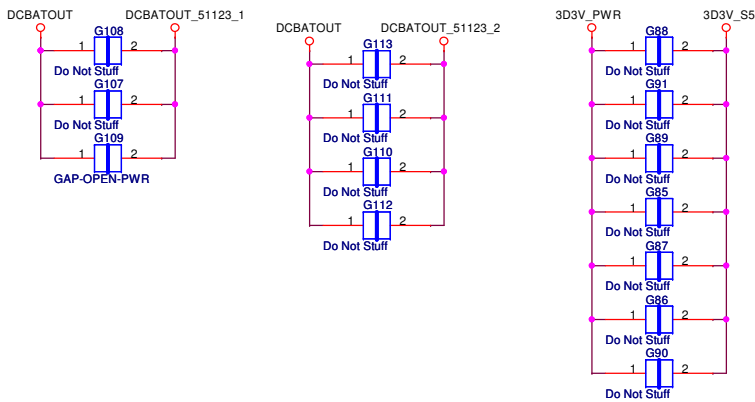 DCBATOUT DCBATOUT_51123_1
G108
1 2
Do Not Stuff
G107
1 2
Do Not Stuff
G109
1 2
GAP-OPEN-PWR
DCBATOUT DCBATOUT_51123_2
G113
1 2
Do Not Stuff
G111
1 2
Do Not Stuff
G110
1 2
Do Not Stuff
G112
1 2
Do Not Stuff
3D3V_PWR 3D3V_S5
G88
1 2
Do Not Stuff
G91
1 2
Do Not Stuff
G89
1 2
Do Not Stuff
G85
1 2
Do Not Stuff
G87
1 2
Do Not Stuff
G86
1 2
Do Not Stuff
G90
1 2
Do Not Stuff